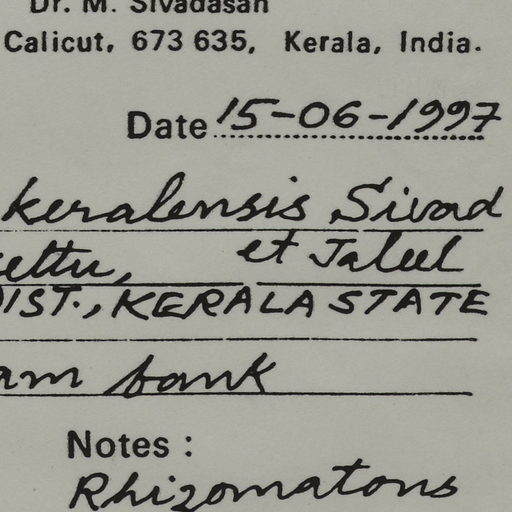 Dr. M. Sivadasan
Calicut, 673 635, Kerala, India.
Date 15-06-1997
keralensis Sivad
et Jaleel
ettu,
DIST., KERALA STATE
am bank
Notes :
Rhizomatous